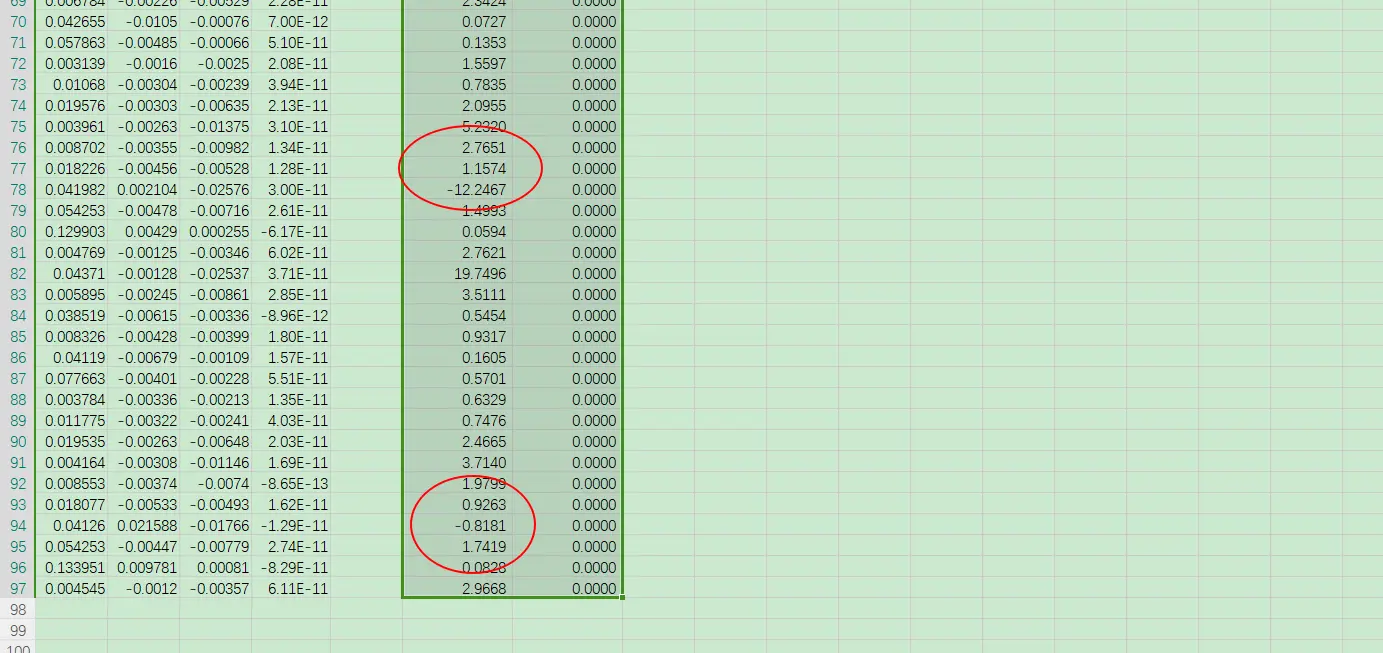 69 0.006784 -0.00226 -0.00529 2.28E-11 2.3424 0.0000
70 0.042655 -0.0105 -0.00076 7.00E-12 0.0727 0.0000
71 0.057863 -0.00485 -0.00066 5.10E-11 0.1353 0.0000
72 0.003139 -0.0016 -0.0025 2.08E-11 1.5597 0.0000
73 0.01068 -0.00304 -0.00239 3.94E-11 0.7835 0.0000
74 0.019576 -0.00303 -0.00635 2.13E-11 2.0955 0.0000
75 0.003961 -0.00263 -0.01375 3.10E-11 5.2320 0.0000
76 0.008702 -0.00355 -0.00982 1.34E-11 2.7651 0.0000
77 0.018226 -0.00456 -0.00528 1.28E-11 1.1574 0.0000
78 0.041982 0.002104 -0.02576 3.00E-11 -12.2467 0.0000
79 0.054253 -0.00478 -0.00716 2.61E-11 1.4993 0.0000
80 0.129903 0.00429 0.000255 -6.17E-11 0.0594 0.0000
81 0.004769 -0.00125 -0.00346 6.02E-11 2.7621 0.0000
82 0.04371 -0.00128 -0.02537 3.71E-11 19.7496 0.0000
83 0.005895 -0.00245 -0.00861 2.85E-11 3.5111 0.0000
84 0.038519 -0.00615 -0.00336 -8.96E-12 0.5454 0.0000
85 0.008326 -0.00428 -0.00399 1.80E-11 0.9317 0.0000
86 0.04119 -0.00679 -0.00109 1.57E-11 0.1605 0.0000
87 0.077663 -0.00401 -0.00228 5.51E-11 0.5701 0.0000
88 0.003784 -0.00336 -0.00213 1.35E-11 0.6329 0.0000
89 0.011775 -0.00322 -0.00241 4.03E-11 0.7476 0.0000
90 0.019535 -0.00263 -0.00648 2.03E-11 2.4665 0.0000
91 0.004164 -0.00308 -0.01146 1.69E-11 3.7140 0.0000
92 0.008553 -0.00374 -0.0074 -8.65E-13 1.9799 0.0000
93 0.018077 -0.00533 -0.00493 1.62E-11 0.9263 0.0000
94 0.04126 0.021588 -0.01766 -1.29E-11 -0.8181 0.0000
95 0.054253 -0.00447 -0.00779 2.74E-11 1.7419 0.0000
96 0.133951 0.009781 0.00081 -8.29E-11 0.0828 0.0000
97 0.004545 -0.0012 -0.00357 6.11E-11 2.9668 0.0000
98
99
100